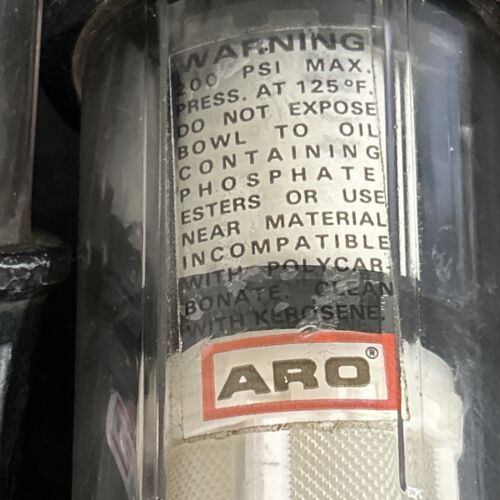 WARNING
200 PSI MAX.
PRESS. AT 125°F.
DO NOT EXPOSE
BOWL TO OIL
CONTAINING
PHOSPHATE
ESTERS OR USE
NEAR MATERIAL
INCOMPATIBLE
WITH POLYCAR-
BONATE. CLEAN
WITH KEROSENE.
ARO®